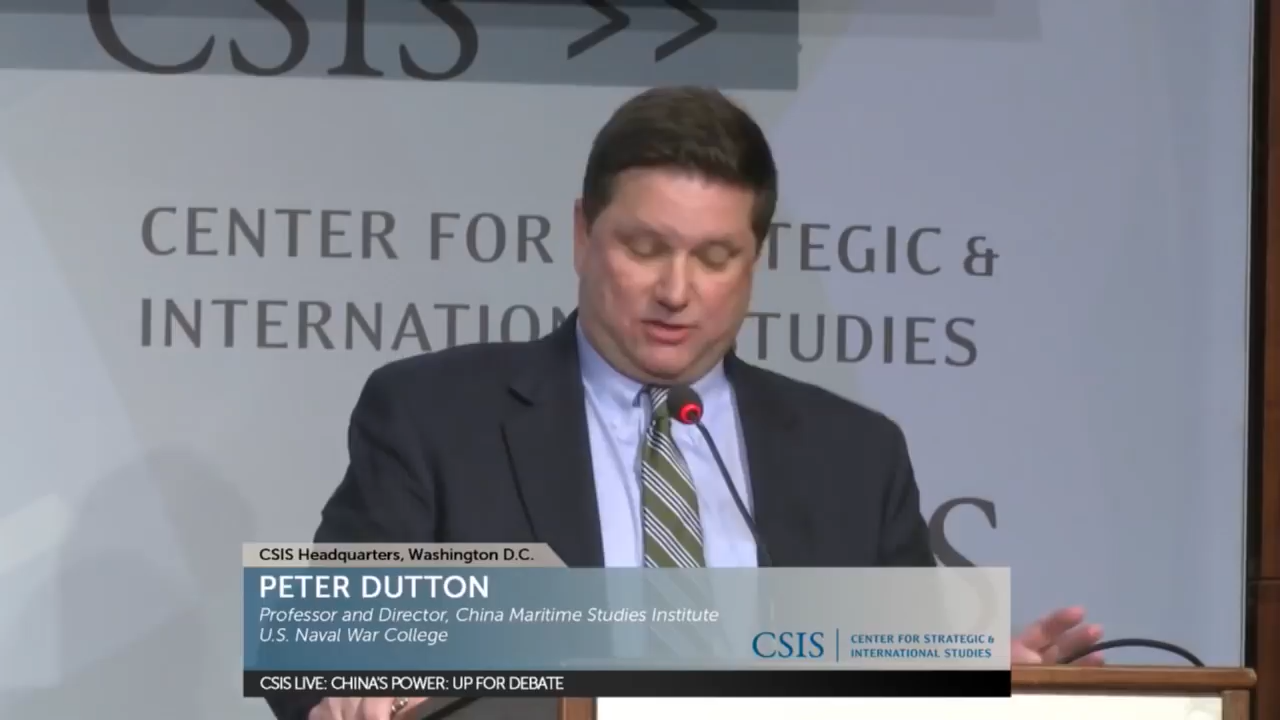 CSIS >>
CENTER FOR TEGIC &
INTERNATION TUDIES
S
CSIS Headquarters, Washington D.C.
PETER DUTTON
Professor and Director, China Maritime Studies Institute
U.S. Naval War College
CSIS | CENTER FOR STRATEGIC &
INTERNATIONAL STUDIES
CSIS LIVE: CHINA'S POWER: UP FOR DEBATE